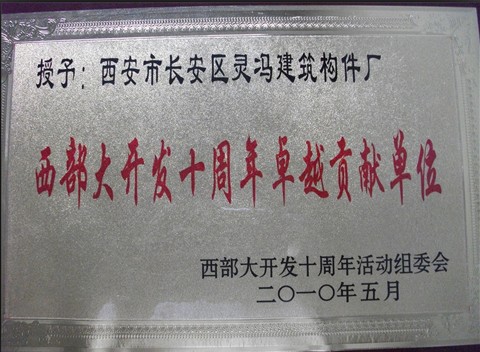 授予：西安市长安区灵冯建筑构件厂
西部大开发十周年卓越贡献单位
西部大开发十周年活动组委会
二〇一〇年五月